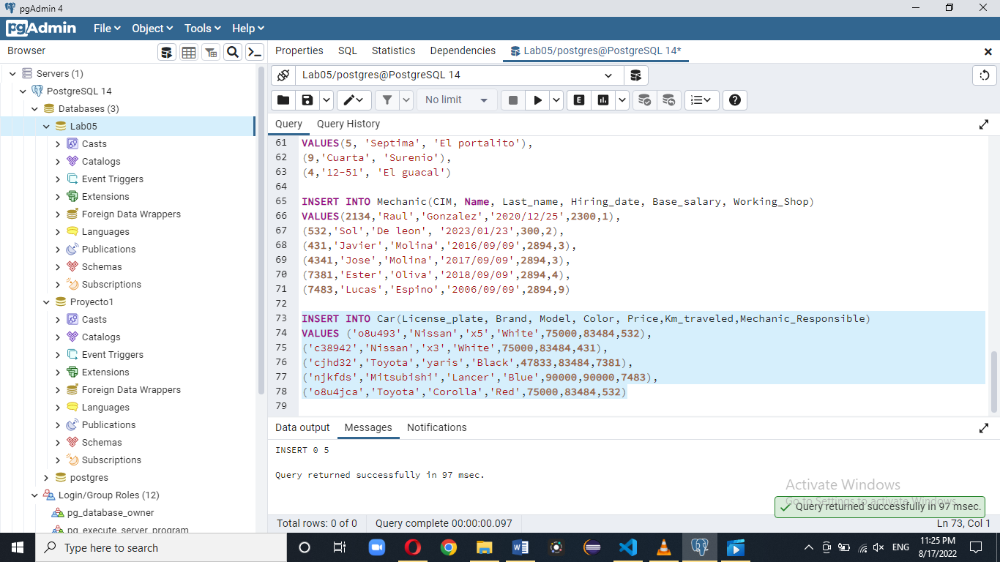 pgAdmin 4
pgAdmin File Object Tools Help
Browser
Properties SQL Statistics Dependencies Lab05/postgres@PostgreSQL 14*
Servers (1)
PostgreSQL 14
Databases (3)
Lab05
Casts
Catalogs
Event Triggers
Extensions
Foreign Data Wrappers
Languages
Publications
Schemas
Subscriptions
Proyecto1
Casts
Catalogs
Event Triggers
Extensions
Foreign Data Wrappers
Languages
Publications
Schemas
Subscriptions
postgres
Login/Group Roles (12)
pg_database_owner
pg_execute_server_program
Lab05/postgres@PostgreSQL 14
No limit E
Query Query History
61 VALUES(5, 'Septima', 'El portalito'),
62 (9,'Cuarta', 'Surenio'),
63 (4,'12-51', 'El guacal')
64
65 INSERT INTO Mechanic(CIM, Name, Last_name, Hiring_date, Base_salary, Working_Shop)
66 VALUES(2134,'Raul','Gonzalez','2020/12/25',2300,1),
67 (532,'Sol','De leon', '2023/01/23',300,2),
68 (431,'Javier','Molina','2016/09/09',2894,3),
69 (4341,'Jose','Molina','2017/09/09',2894,3),
70 (7381,'Ester','Oliva','2018/09/09',2894,4),
71 (7483,'Lucas','Espino','2006/09/09',2894,9)
72
73 INSERT INTO Car(License_plate, Brand, Model, Color, Price,Km_traveled,Mechanic_Responsible)
74 VALUES ('o8u493','Nissan','x5','White',75000,83484,532),
75 ('c38942','Nissan','x3','White',75000,83484,431),
76 ('cjhd32','Toyota','yaris','Black',47833,83484,7381),
77 ('njkfds','Mitsubishi','Lancer','Blue',90000,90000,7483),
78 ('o8u4jca','Toyota','Corolla','Red',75000,83484,532)
79
Data output Messages Notifications
INSERT 0 5
Query returned successfully in 97 msec.
Activate Windows
Go to Settings to activate Windows.
Query returned successfully in 97 msec.
Total rows: 0 of 0 Query complete 00:00:00.097 Ln 73, Col 1
Type here to search
ENG
11:25 PM
8/17/2022